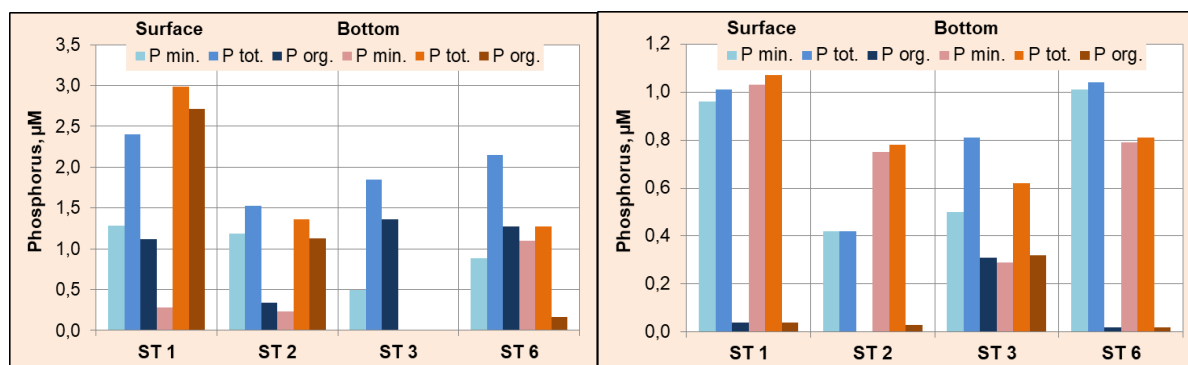 Surface Bottom
P min. P tot. P org. P min. P tot. P org.
Phosphorus, µM
3,5
3,0
2,5
2,0
1,5
1,0
0,5
0,0
ST 1 ST 2 ST 3 ST 6
Surface Bottom
P min. P tot. P org. P min. P tot. P org.
Phosphorus, µM
1,2
1,0
0,8
0,6
0,4
0,2
0,0
ST 1 ST 2 ST 3 ST 6